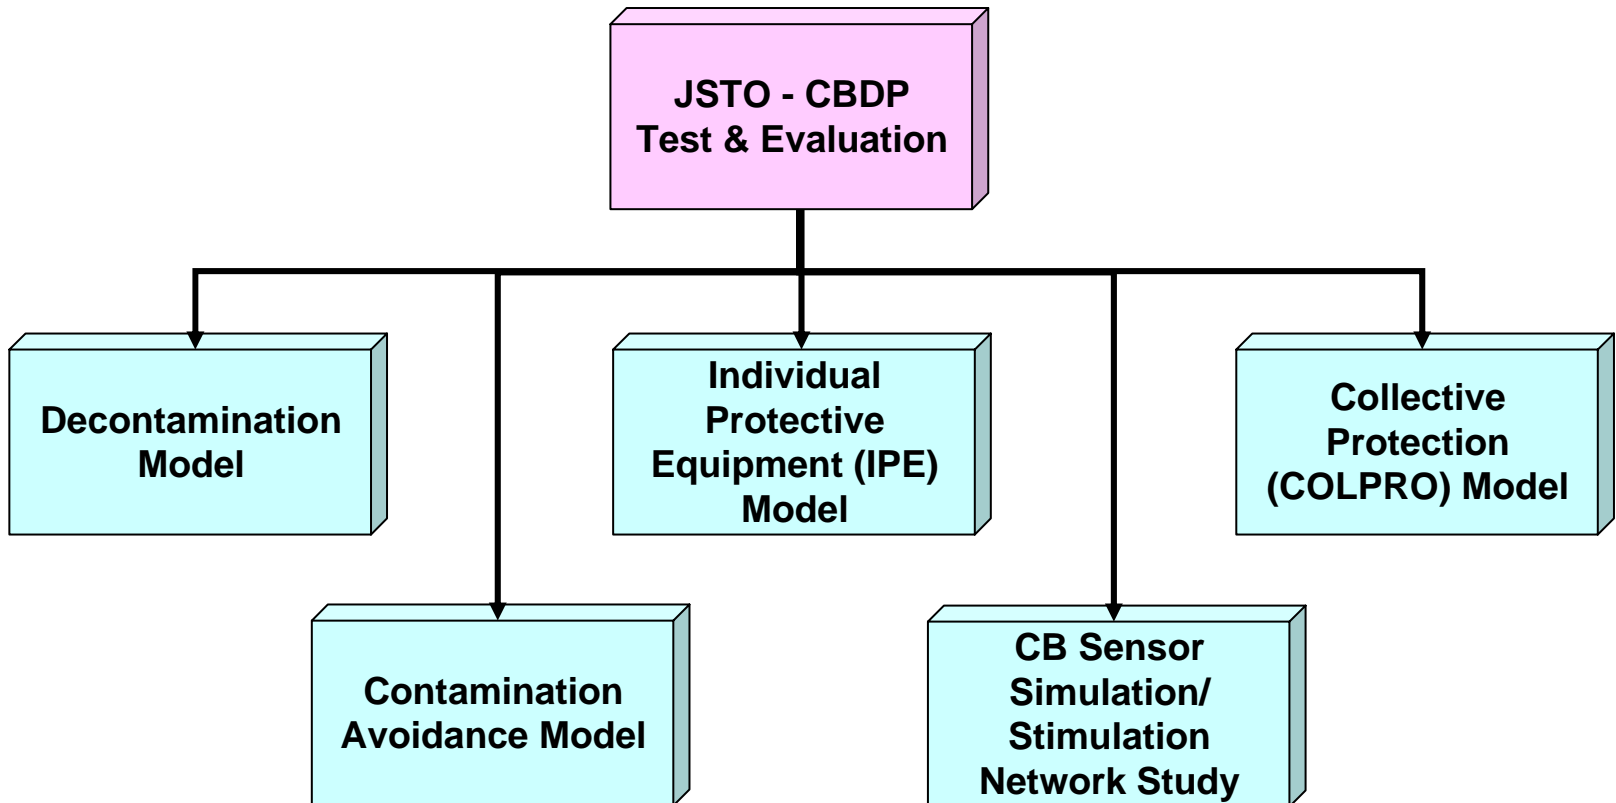 JSTO - CBDP
Test & Evaluation
Decontamination
Model
Individual
Protective
Equipment (IPE)
Model
Collective
Protection
(COLPRO) Model
Contamination
Avoidance Model
CB Sensor
Simulation/
Stimulation
Network Study